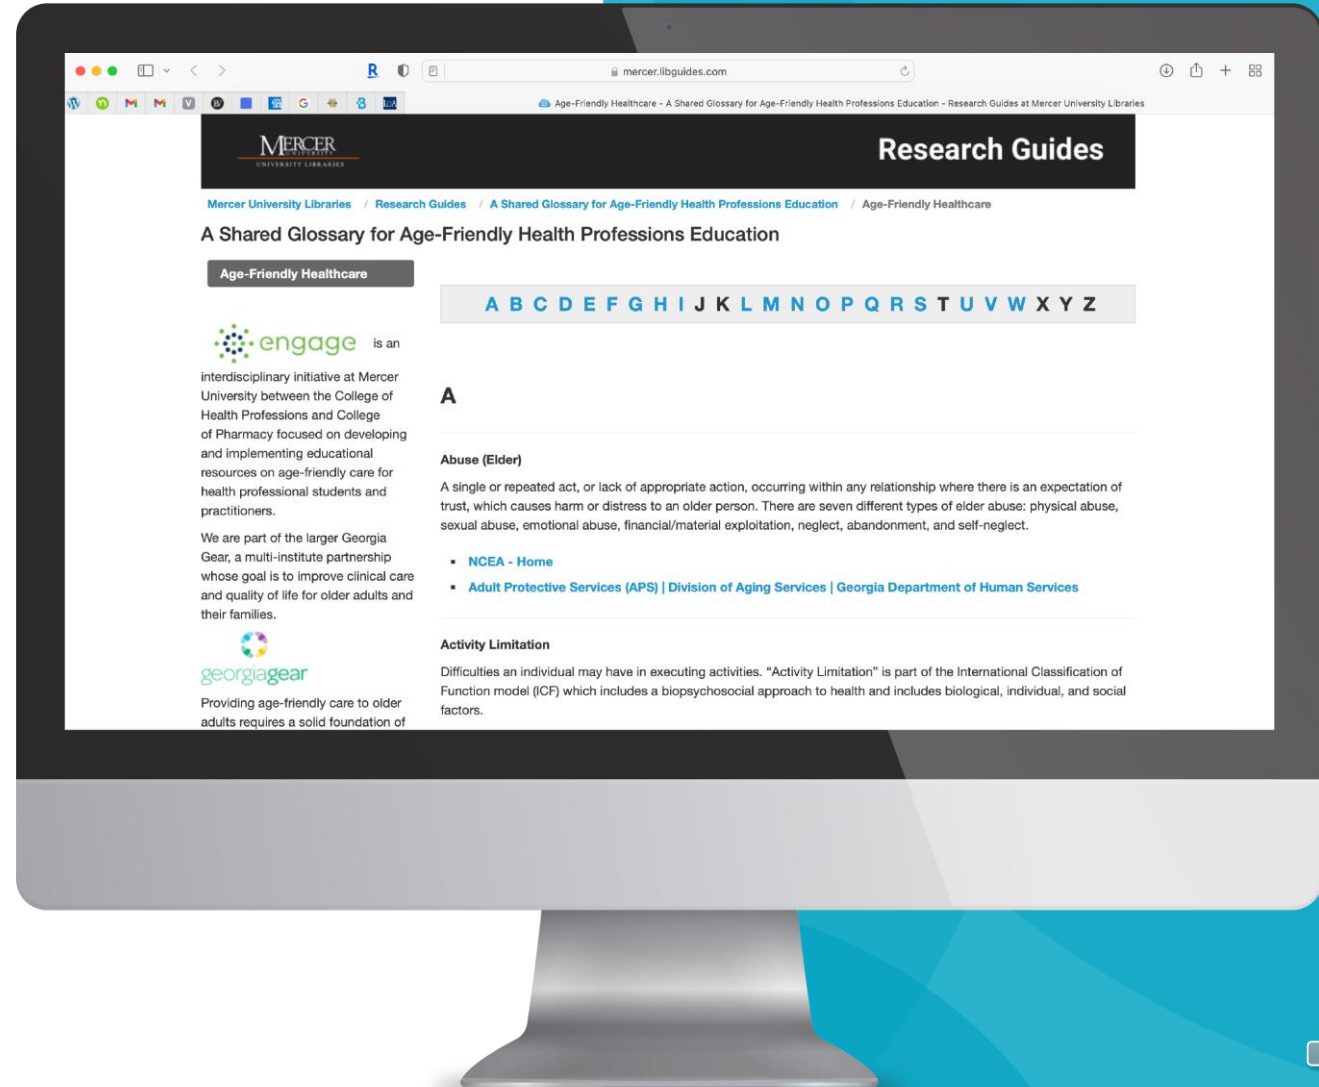 mercer.libguides.com
Age-Friendly Healthcare - A Shared Glossary for Age-Friendly Health Professions Education - Research Guides at Mercer University Libraries
MERCER
UNIVERSITY
UNIVERSITY LIBRARIES
Research Guides
Mercer University Libraries / Research Guides / A Shared Glossary for Age-Friendly Health Professions Education / Age-Friendly Healthcare
A Shared Glossary for Age-Friendly Health Professions Education
Age-Friendly Healthcare
engage is an
interdisciplinary initiative at Mercer
University between the College of
Health Professions and College
of Pharmacy focused on developing
and implementing educational
resources on age-friendly care for
health professional students and
practitioners.
We are part of the larger Georgia
Gear, a multi-institute partnership
whose goal is to improve clinical care
and quality of life for older adults and
their families.
georgiagear
Providing age-friendly care to older
adults requires a solid foundation of
A B C D E F G H I J K L M N O P Q R S T U V W X Y Z
A
Abuse (Elder)
A single or repeated act, or lack of appropriate action, occurring within any relationship where there is an expectation of
trust, which causes harm or distress to an older person. There are seven different types of elder abuse: physical abuse,
sexual abuse, emotional abuse, financial/material exploitation, neglect, abandonment, and self-neglect.
▪ NCEA - Home
▪ Adult Protective Services (APS) | Division of Aging Services | Georgia Department of Human Services
Activity Limitation
Difficulties an individual may have in executing activities. “Activity Limitation” is part of the International Classification of
Function model (ICF) which includes a biopsychosocial approach to health and includes biological, individual, and social
factors.